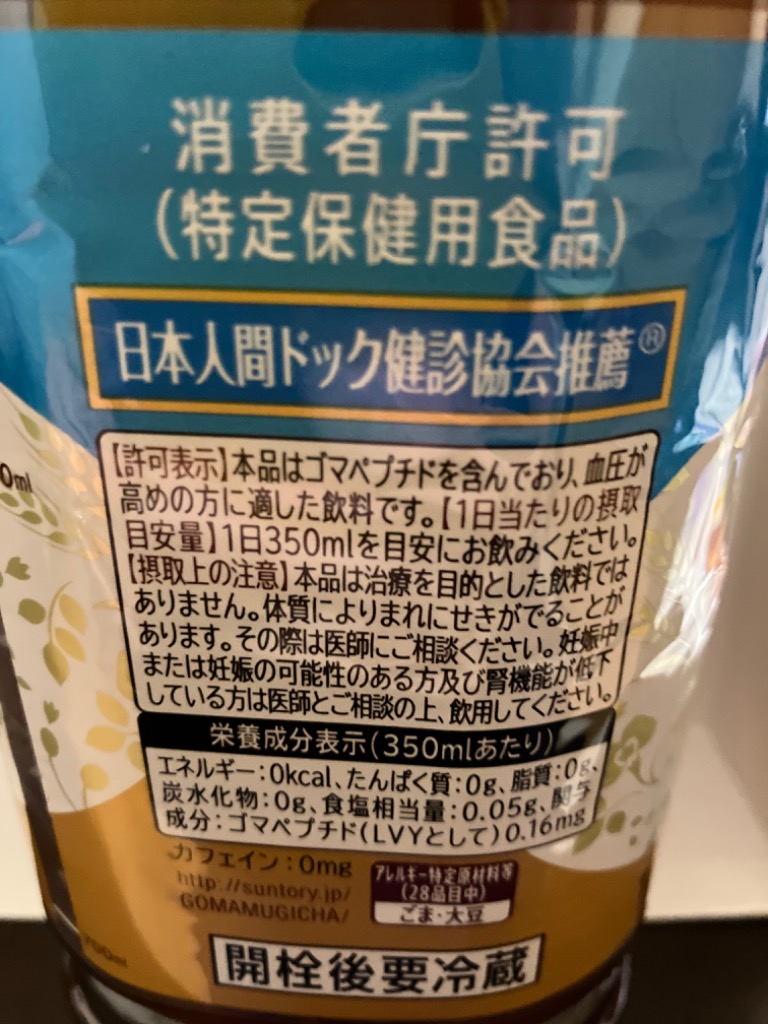 消費者庁許可
(特定保健用食品)
日本人間ドック健診協会推薦®
【許可表示】本品はゴマペプチドを含んでおり、血圧が
高めの方に適した飲料です。【1日当たりの摂取
目安量】1日350mlを目安にお飲みください。
【摂取上の注意】本品は治療を目的とした飲料では
ありません。体質によりまれにせきがでることが
あります。その際は医師にご相談ください。妊娠中
または妊娠の可能性のある方及び腎機能が低下
している方は医師とご相談の上、飲用してください。
0ml
栄養成分表示(350mlあたり)
エネルギー:0kcal、たんぱく質:0g、脂質:0g、
炭水化物:0g、食塩相当量:0.05g、関与
成分:ゴマペプチド(LVYとして)0.16mg
カフェイン:0mg
http://suntory.jp/
GOMAMUGICHA/
アレルギー特定原材料等
(28品目中)
ごま・大豆
700ml
開栓後要冷蔵